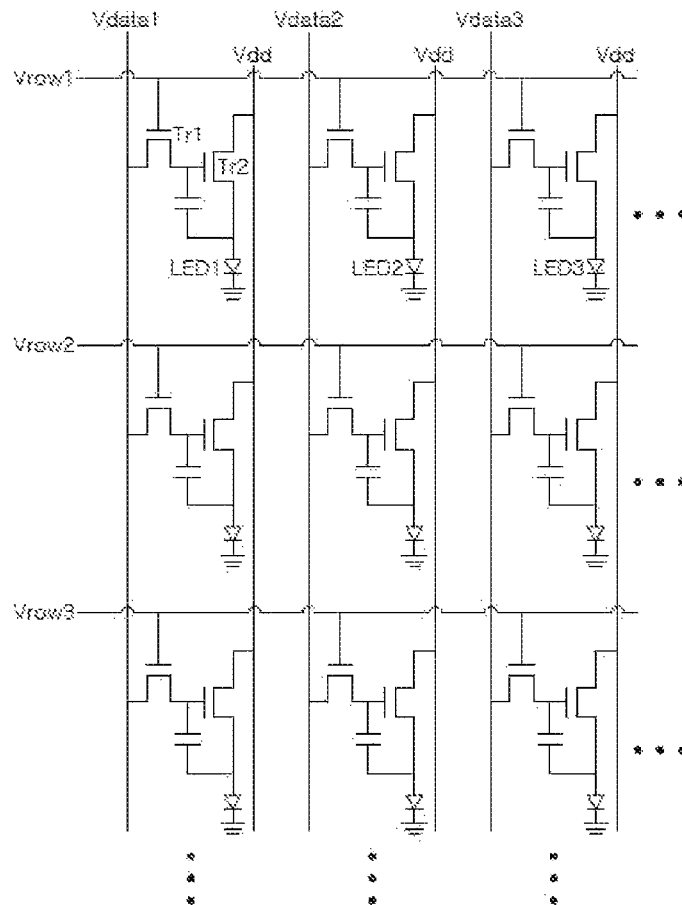 Vdata1 Vdata2 Vdata3
Vdd Vdd Vdd
Vrow1
Tr1
Tr2
LED1 LED2 LED3
Vrow2
Vrow3